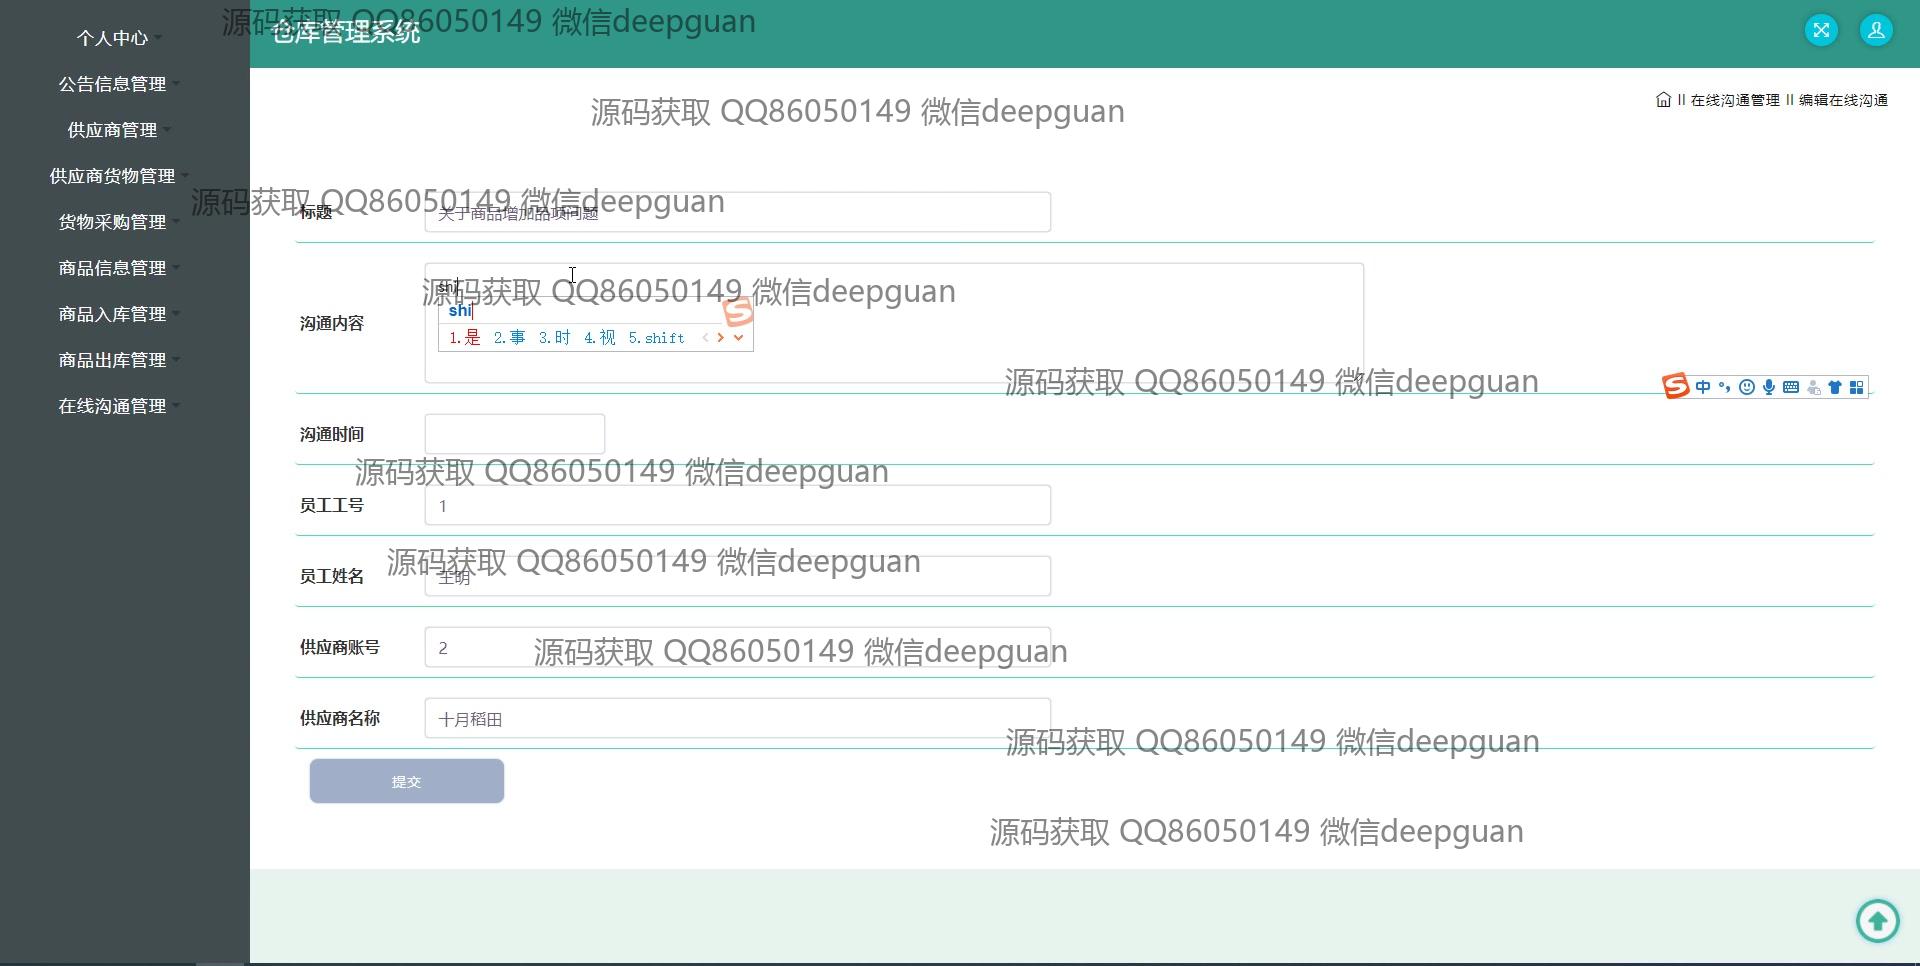 源码获取 QQ86050149 微信deepguan
仓库管理系统
个人中心
公告信息管理
供应商管理
供应商货物管理
货物采购管理
商品信息管理
商品入库管理
商品出库管理
在线沟通管理
源码获取 QQ86050149 微信deepguan
\\ 在线沟通管理 \\ 编辑在线沟通
源码获取 QQ86050149 微信deepguan
标题
关于商品增加品项问题
源码获取 QQ86050149 微信deepguan
沟通内容
shi
shi
1.是 2.事 3.时 4.视 5.shift
源码获取 QQ86050149 微信deepguan
中
沟通时间
源码获取 QQ86050149 微信deepguan
员工工号
1
源码获取 QQ86050149 微信deepguan
员工姓名
王明
供应商账号
2
源码获取 QQ86050149 微信deepguan
供应商名称
十月稻田
源码获取 QQ86050149 微信deepguan
提交
源码获取 QQ86050149 微信deepguan